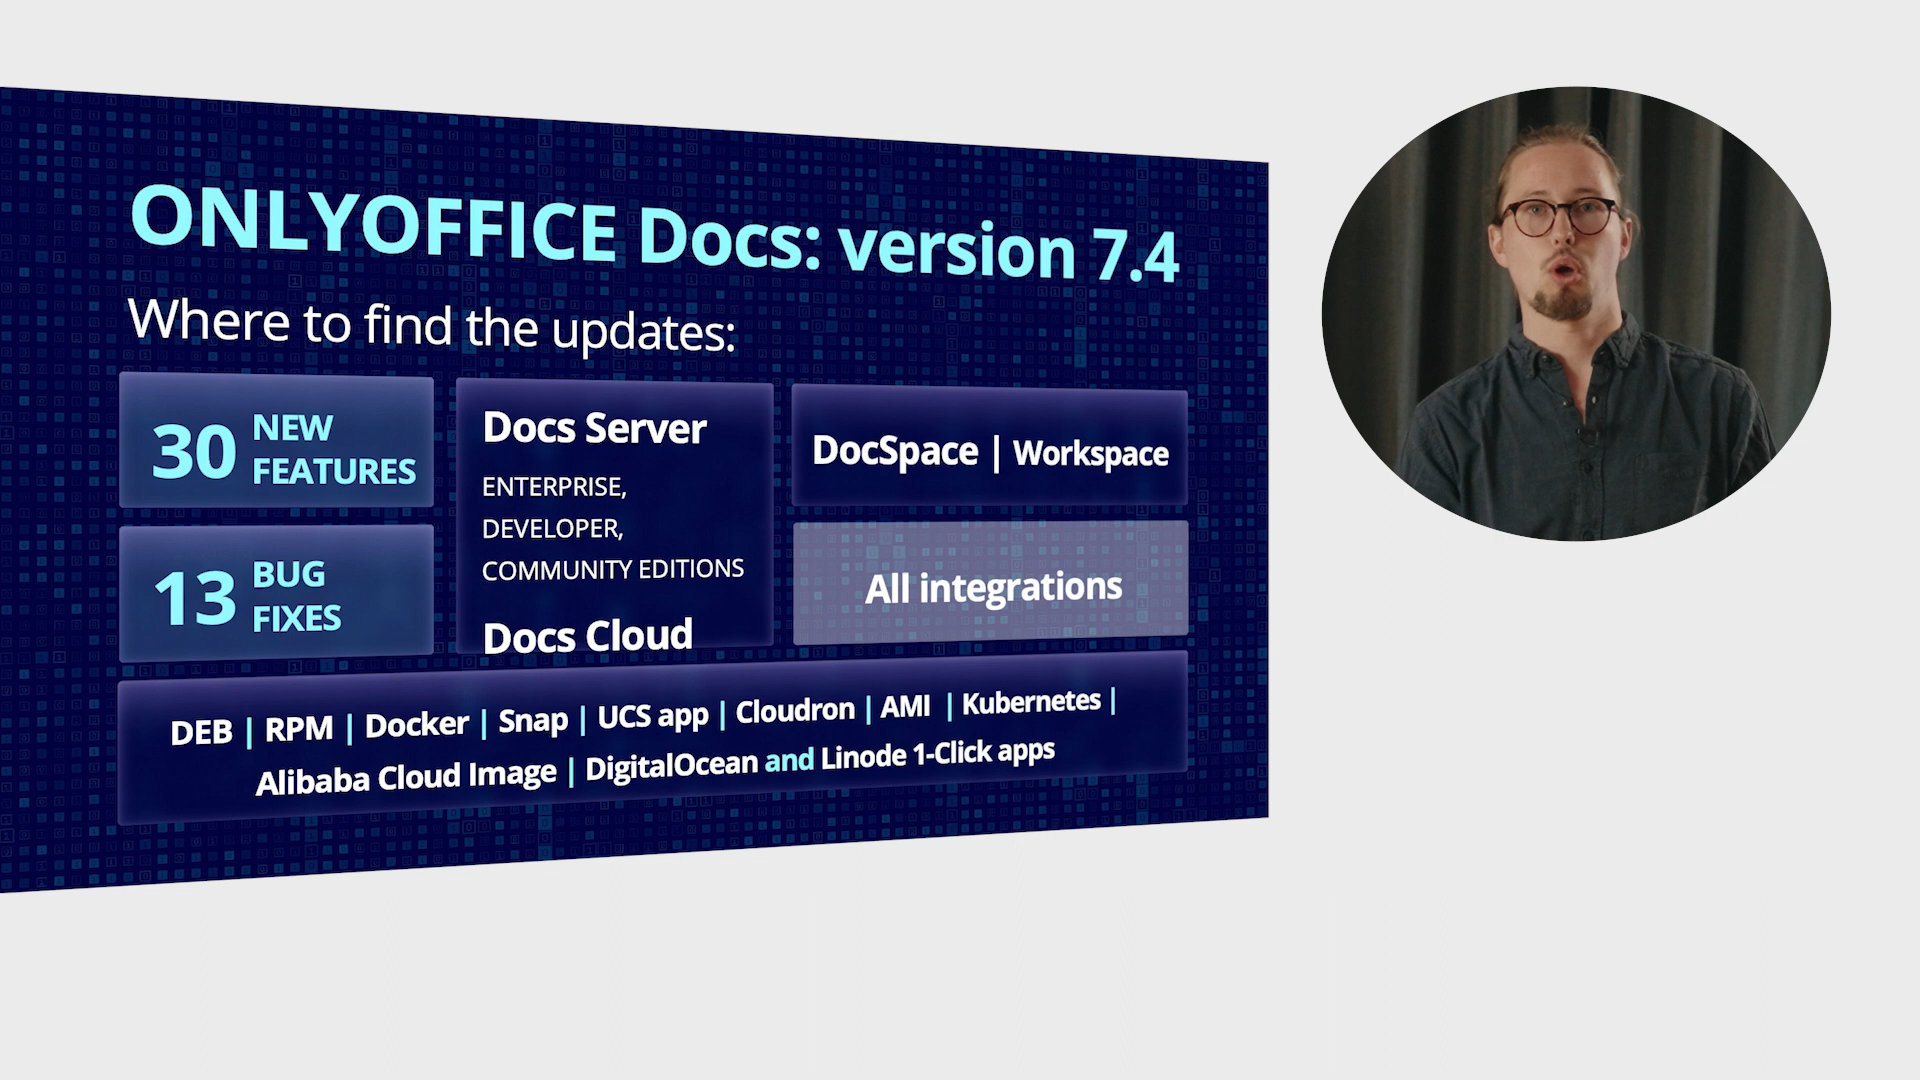 ONLYOFFICE Docs: version 7.4
Where to find the updates:
30 NEW
FEATURES
13 BUG
FIXES
Docs Server
ENTERPRISE,
DEVELOPER,
COMMUNITY EDITIONS
Docs Cloud
DocSpace | Workspace
All integrations
DEB | RPM | Docker | Snap | UCS app | Cloudron | AMI | Kubernetes |
Alibaba Cloud Image | DigitalOcean and Linode 1-Click apps